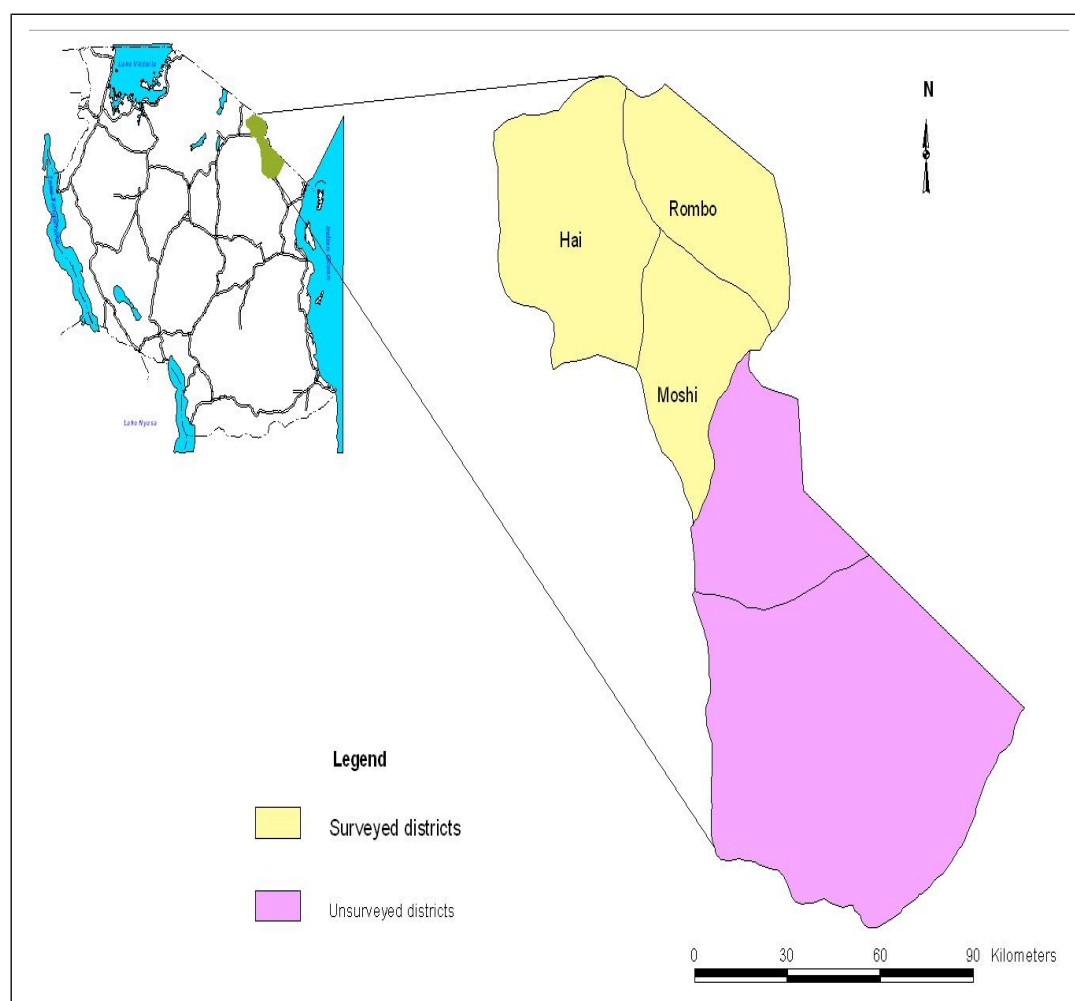 Lake Victoria
Lake Nyasa
N
Hai
Rombo
Moshi
Legend
Surveyed districts
Unsurveyed districts
0 30 60 90 Kilometers